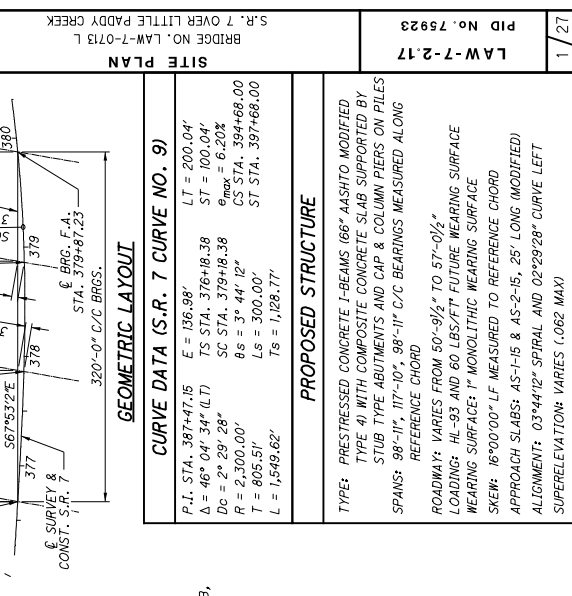 SITE PLAN
BRIDGE NO. LAW-7-0713 L
S.R. 7 OVER LITTLE PADDY CREEK
LAW-7-2.17
PID No. 75923
1/27
380
379
378
377
℄ BRG. F.A.
STA. 379+87.23
320'-0" C/C BRGS.
S67°53'2"E
℄ SURVEY &
CONST. S.R. 7
GEOMETRIC LAYOUT
CURVE DATA (S.R. 7 CURVE NO. 9)
P.I. STA. 387+47.15 E = 136.98' LT = 200.04'
Δ = 46° 04' 34" (LT) TS STA. 376+18.38 ST = 100.04'
Dc = 2° 29' 28" SC STA. 379+18.38 emax = 6.20%
R = 2,300.00' θs = 3° 44' 12" CS STA. 394+68.00
T = 805.51' Ls = 300.00' ST STA. 397+68.00
L = 1,549.62' Ts = 1,128.77'
PROPOSED STRUCTURE
TYPE: PRESTRESSED CONCRETE I-BEAMS (66" AASHTO MODIFIED
TYPE 4) WITH COMPOSITE CONCRETE SLAB SUPPORTED BY
STUB TYPE ABUTMENTS AND CAP & COLUMN PIERS ON PILES
SPANS: 98'-11", 117'-10", 98'-11" C/C BEARINGS MEASURED ALONG
REFERENCE CHORD
ROADWAY: VARIES FROM 50'-9½" TO 57'-0½"
LOADING: HL-93 AND 60 LBS/FT² FUTURE WEARING SURFACE
WEARING SURFACE: 1" MONOLITHIC WEARING SURFACE
SKEW: 16°00'00" LF MEASURED TO REFERENCE CHORD
APPROACH SLABS: AS-1-15 & AS-2-15, 25' LONG (MODIFIED)
ALIGNMENT: 03°44'12" SPIRAL AND 02°29'28" CURVE LEFT
SUPERELEVATION: VARIES (.062 MAX)